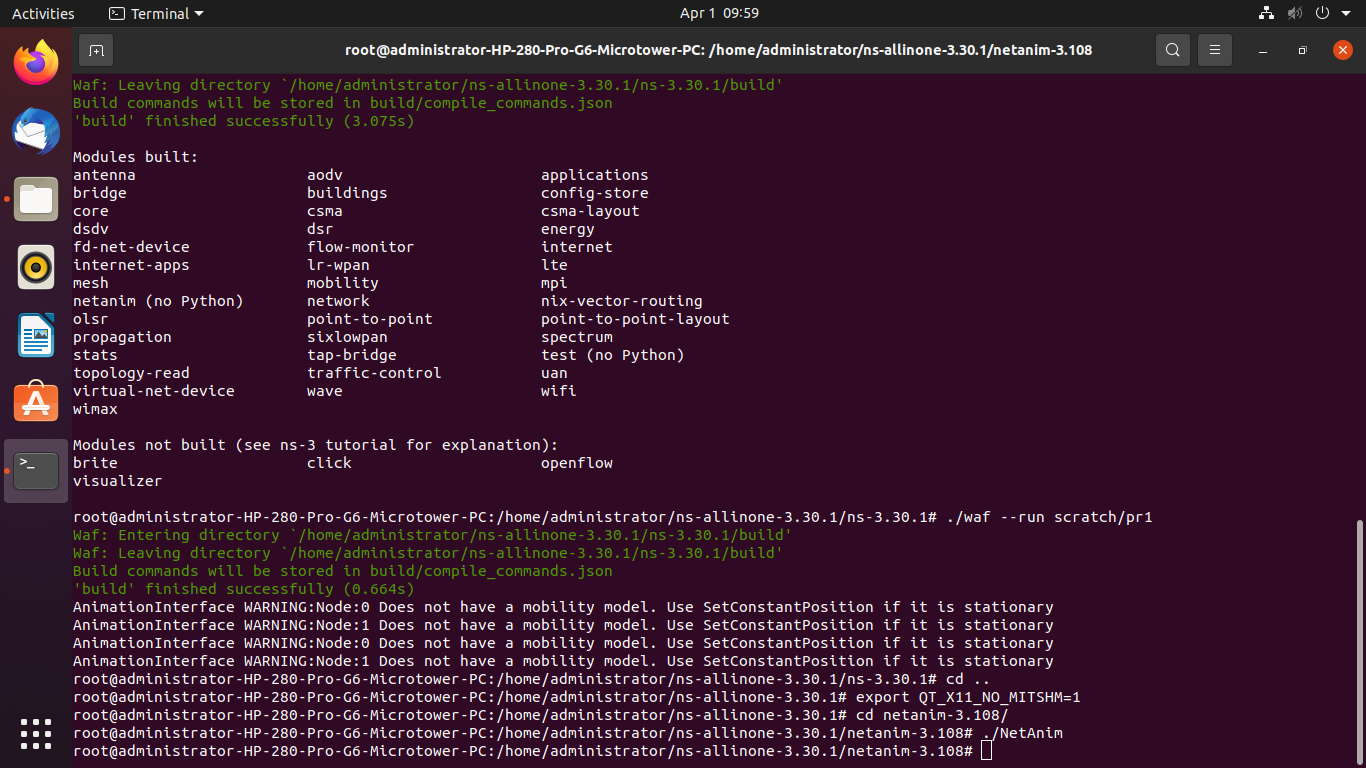 Activities Terminal Apr 1 09:59
root@administrator-HP-280-Pro-G6-Microtower-PC: /home/administrator/ns-allinone-3.30.1/netanim-3.108
Waf: Leaving directory `/home/administrator/ns-allinone-3.30.1/ns-3.30.1/build'
Build commands will be stored in build/compile_commands.json
'build' finished successfully (3.075s)
Modules built:
antenna aodv applications
bridge buildings config-store
core csma csma-layout
dsdv dsr energy
fd-net-device flow-monitor internet
internet-apps lr-wpan lte
mesh mobility mpi
netanim (no Python) network nix-vector-routing
olsr point-to-point point-to-point-layout
propagation sixlowpan spectrum
stats tap-bridge test (no Python)
topology-read traffic-control uan
virtual-net-device wave wifi
wimax
Modules not built (see ns-3 tutorial for explanation):
brite click openflow
visualizer
root@administrator-HP-280-Pro-G6-Microtower-PC:/home/administrator/ns-allinone-3.30.1/ns-3.30.1# ./waf --run scratch/pr1
Waf: Entering directory `/home/administrator/ns-allinone-3.30.1/ns-3.30.1/build'
Waf: Leaving directory `/home/administrator/ns-allinone-3.30.1/ns-3.30.1/build'
Build commands will be stored in build/compile_commands.json
'build' finished successfully (0.664s)
AnimationInterface WARNING:Node:0 Does not have a mobility model. Use SetConstantPosition if it is stationary
AnimationInterface WARNING:Node:1 Does not have a mobility model. Use SetConstantPosition if it is stationary
AnimationInterface WARNING:Node:0 Does not have a mobility model. Use SetConstantPosition if it is stationary
AnimationInterface WARNING:Node:1 Does not have a mobility model. Use SetConstantPosition if it is stationary
root@administrator-HP-280-Pro-G6-Microtower-PC:/home/administrator/ns-allinone-3.30.1/ns-3.30.1# cd ..
root@administrator-HP-280-Pro-G6-Microtower-PC:/home/administrator/ns-allinone-3.30.1# export QT_X11_NO_MITSHM=1
root@administrator-HP-280-Pro-G6-Microtower-PC:/home/administrator/ns-allinone-3.30.1# cd netanim-3.108/
root@administrator-HP-280-Pro-G6-Microtower-PC:/home/administrator/ns-allinone-3.30.1/netanim-3.108# ./NetAnim
root@administrator-HP-280-Pro-G6-Microtower-PC:/home/administrator/ns-allinone-3.30.1/netanim-3.108#